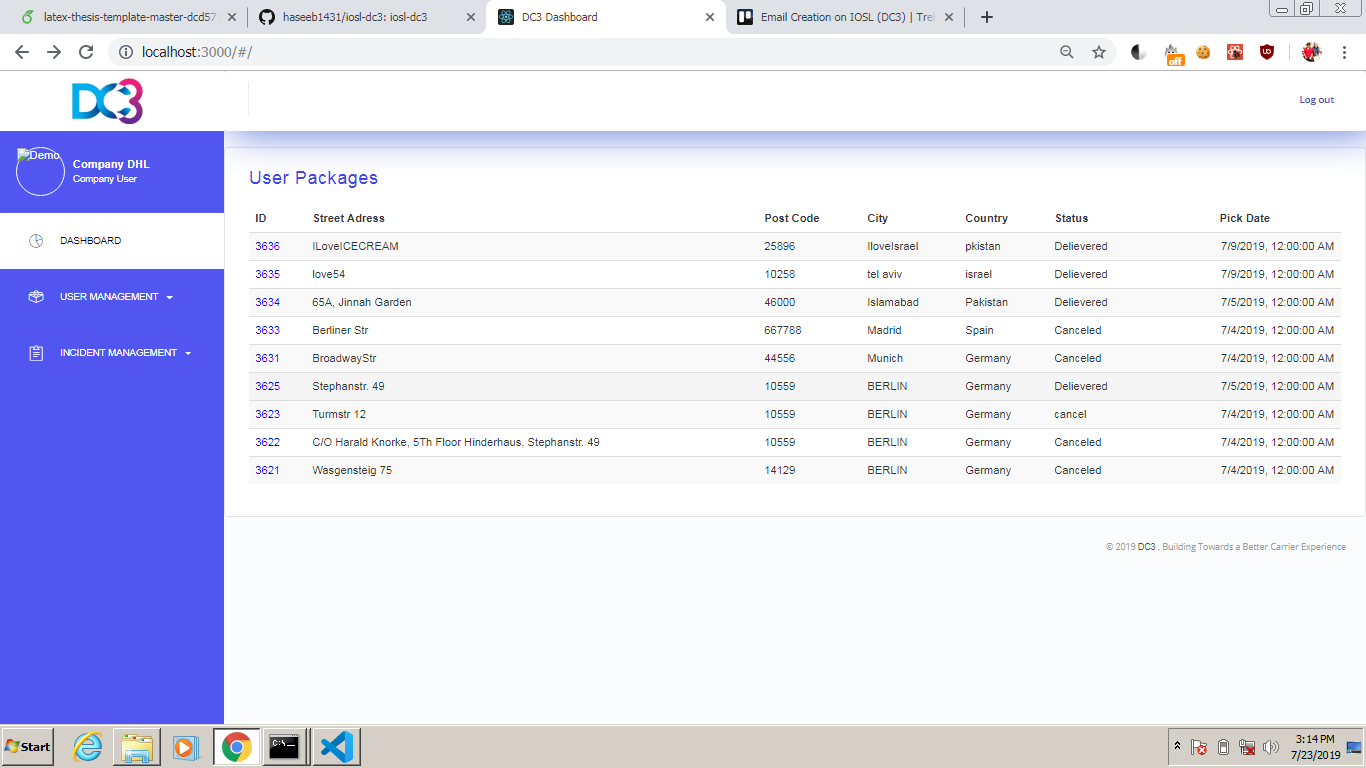 latex-thesis-template-master-dcd57
haseeb1431/iosl-dc3: iosl-dc3
DC3 Dashboard
Email Creation on IOSL (DC3) | Trel
localhost:3000/#/
off
DC3
Log out
Demo
Company DHL
Company User
DASHBOARD
USER MANAGEMENT
INCIDENT MANAGEMENT
User Packages
ID Street Adress Post Code City Country Status Pick Date
3636 ILoveICECREAM 25896 IloveIsrael pkistan Delievered 7/9/2019, 12:00:00 AM
3635 love54 10258 tel aviv israel Delievered 7/9/2019, 12:00:00 AM
3634 65A, Jinnah Garden 46000 Islamabad Pakistan Delievered 7/5/2019, 12:00:00 AM
3633 Berliner Str 667788 Madrid Spain Canceled 7/4/2019, 12:00:00 AM
3631 BroadwayStr 44556 Munich Germany Canceled 7/4/2019, 12:00:00 AM
3625 Stephanstr. 49 10559 BERLIN Germany Delievered 7/5/2019, 12:00:00 AM
3623 Turmstr 12 10559 BERLIN Germany cancel 7/4/2019, 12:00:00 AM
3622 C/O Harald Knorke, 5Th Floor Hinderhaus, Stephanstr. 49 10559 BERLIN Germany Canceled 7/4/2019, 12:00:00 AM
3621 Wasgensteig 75 14129 BERLIN Germany Canceled 7/4/2019, 12:00:00 AM
© 2019 DC3 , Building Towards a Better Carrier Experience
Start
C:\.
3:14 PM
7/23/2019